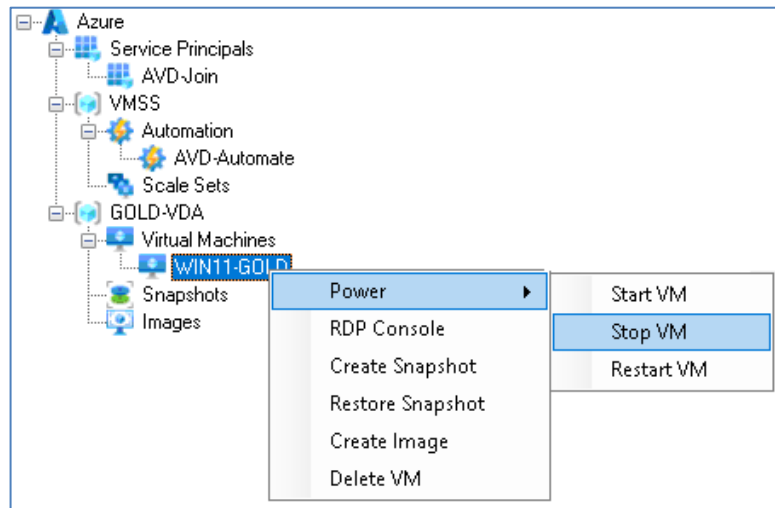 Azure
Service Principals
AVD-Join
VMSS
Automation
AVD-Automate
Scale Sets
GOLD-VDA
Virtual Machines
WIN11-GOLD
Snapshots
Images
Power
RDP Console
Create Snapshot
Restore Snapshot
Create Image
Delete VM
Start VM
Stop VM
Restart VM